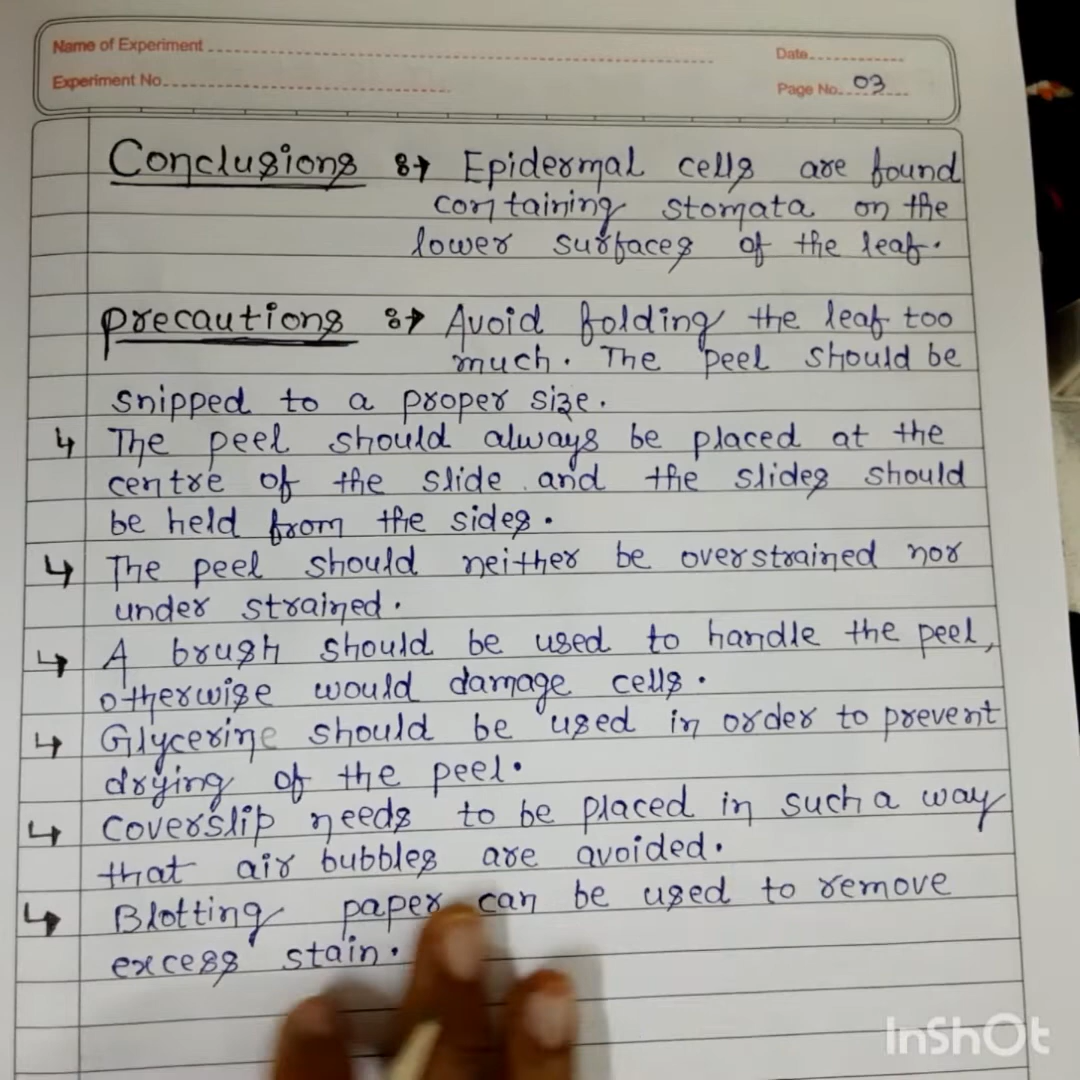 Name of Experiment
Date
Experiment No.
Page No. 03
Conclusions :→ Epidermal cells are found
containing stomata on the
lower surfaces of the leaf.
precautions :→ Avoid folding the leaf too
much. The peel should be
snipped to a proper size.
↳ The peel should always be placed at the
centre of the slide and the slides should
be held from the sides.
↳ The peel should neither be overstrained nor
under strained.
↳ A brush should be used to handle the peel,
otherwise would damage cells.
↳ Glycerine should be used in order to prevent
drying of the peel.
↳ coverslip needs to be placed in such a way
that air bubbles are avoided.
↳ Blotting paper can be used to remove
excess stain.
InShOt